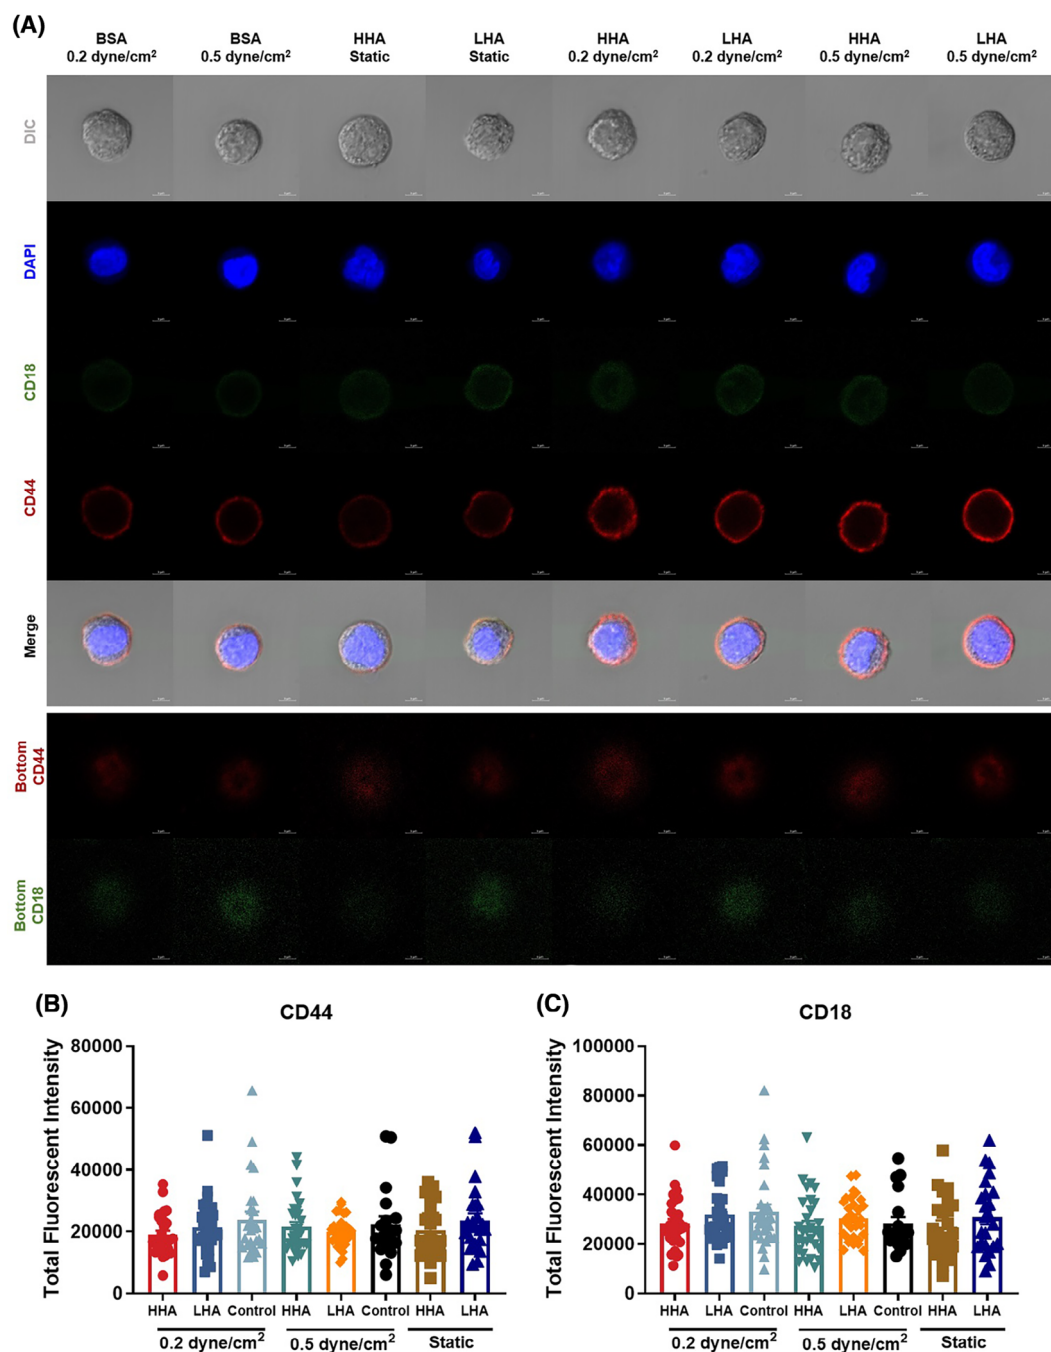 (A)
BSA 0.2 dyne/cm²
BSA 0.5 dyne/cm²
HHA Static
LHA Static
HHA 0.2 dyne/cm²
LHA 0.2 dyne/cm²
HHA 0.5 dyne/cm²
LHA 0.5 dyne/cm²
DIC
DAPI
CD18
CD44
Merge
Bottom CD44
Bottom CD18
(B)
CD44
Total Fluorescent Intensity
80000
60000
40000
20000
0
HHA LHA Control HHA LHA Control HHA LHA
0.2 dyne/cm² 0.5 dyne/cm² Static
(C)
CD18
Total Fluorescent Intensity
100000
80000
60000
40000
20000
0
HHA LHA Control HHA LHA Control HHA LHA
0.2 dyne/cm² 0.5 dyne/cm² Static